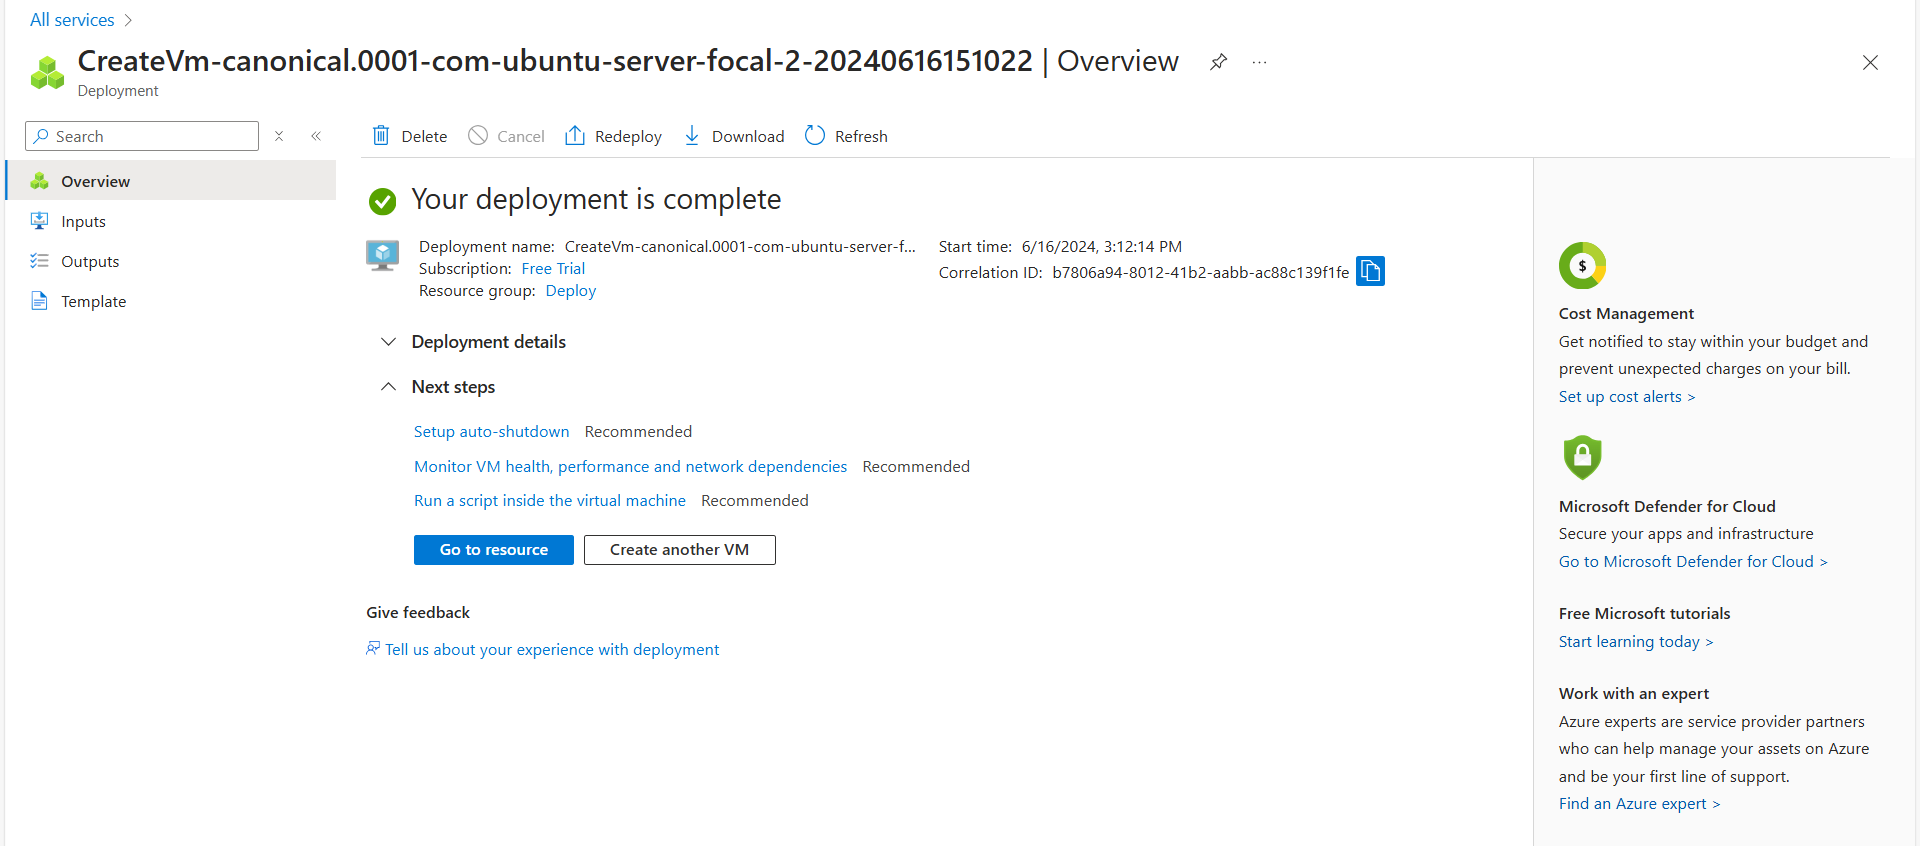 All services
CreateVm-canonical.0001-com-ubuntu-server-focal-2-20240616151022 | Overview
Deployment
Search
Overview
Inputs
Outputs
Template
Delete
Cancel
Redeploy
Download
Refresh
Your deployment is complete
Deployment name: CreateVm-canonical.0001-com-ubuntu-server-f...
Subscription: Free Trial
Resource group: Deploy
Start time: 6/16/2024, 3:12:14 PM
Correlation ID: b7806a94-8012-41b2-aabb-ac88c139f1fe
Deployment details
Next steps
Setup auto-shutdown Recommended
Monitor VM health, performance and network dependencies Recommended
Run a script inside the virtual machine Recommended
Go to resource
Create another VM
Give feedback
Tell us about your experience with deployment
$
Cost Management
Get notified to stay within your budget and
prevent unexpected charges on your bill.
Set up cost alerts >
Microsoft Defender for Cloud
Secure your apps and infrastructure
Go to Microsoft Defender for Cloud >
Free Microsoft tutorials
Start learning today >
Work with an expert
Azure experts are service provider partners
who can help manage your assets on Azure
and be your first line of support.
Find an Azure expert >